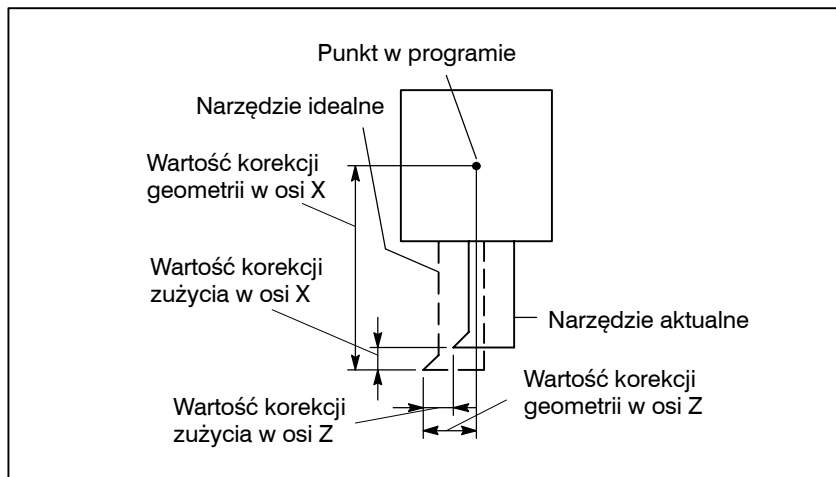 Punkt w programie
Narzędzie idealne
Wartość korekcji
geometrii w osi X
Wartość korekcji
zużycia w osi X
Narzędzie aktualne
Wartość korekcji
geometrii w osi Z
Wartość korekcji
zużycia w osi Z